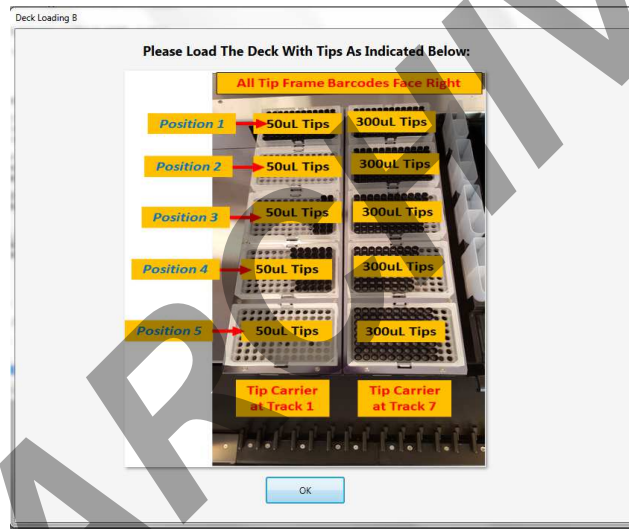 Deck Loading B
Please Load The Deck With Tips As Indicated Below:
All Tip Frame Barcodes Face Right
Position 1 50uL Tips 300uL Tips
Position 2 50uL Tips 300uL Tips
Position 3 50uL Tips 300uL Tips
Position 4 50uL Tips 300uL Tips
Position 5 50uL Tips 300uL Tips
Tip Carrier
at Track 1
Tip Carrier
at Track 7
OK
ARCHIV